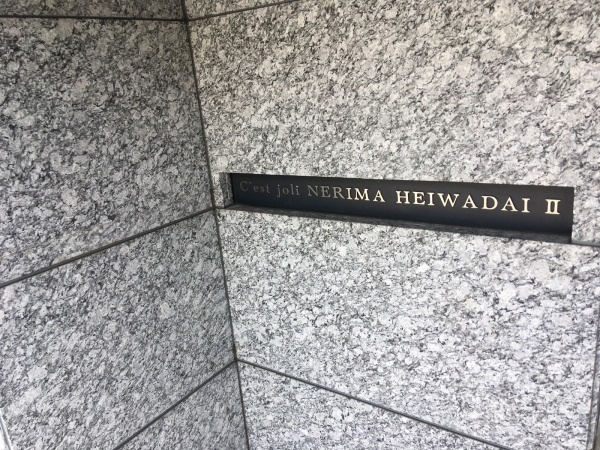 C'est joli NERIMA HEIWADAI II